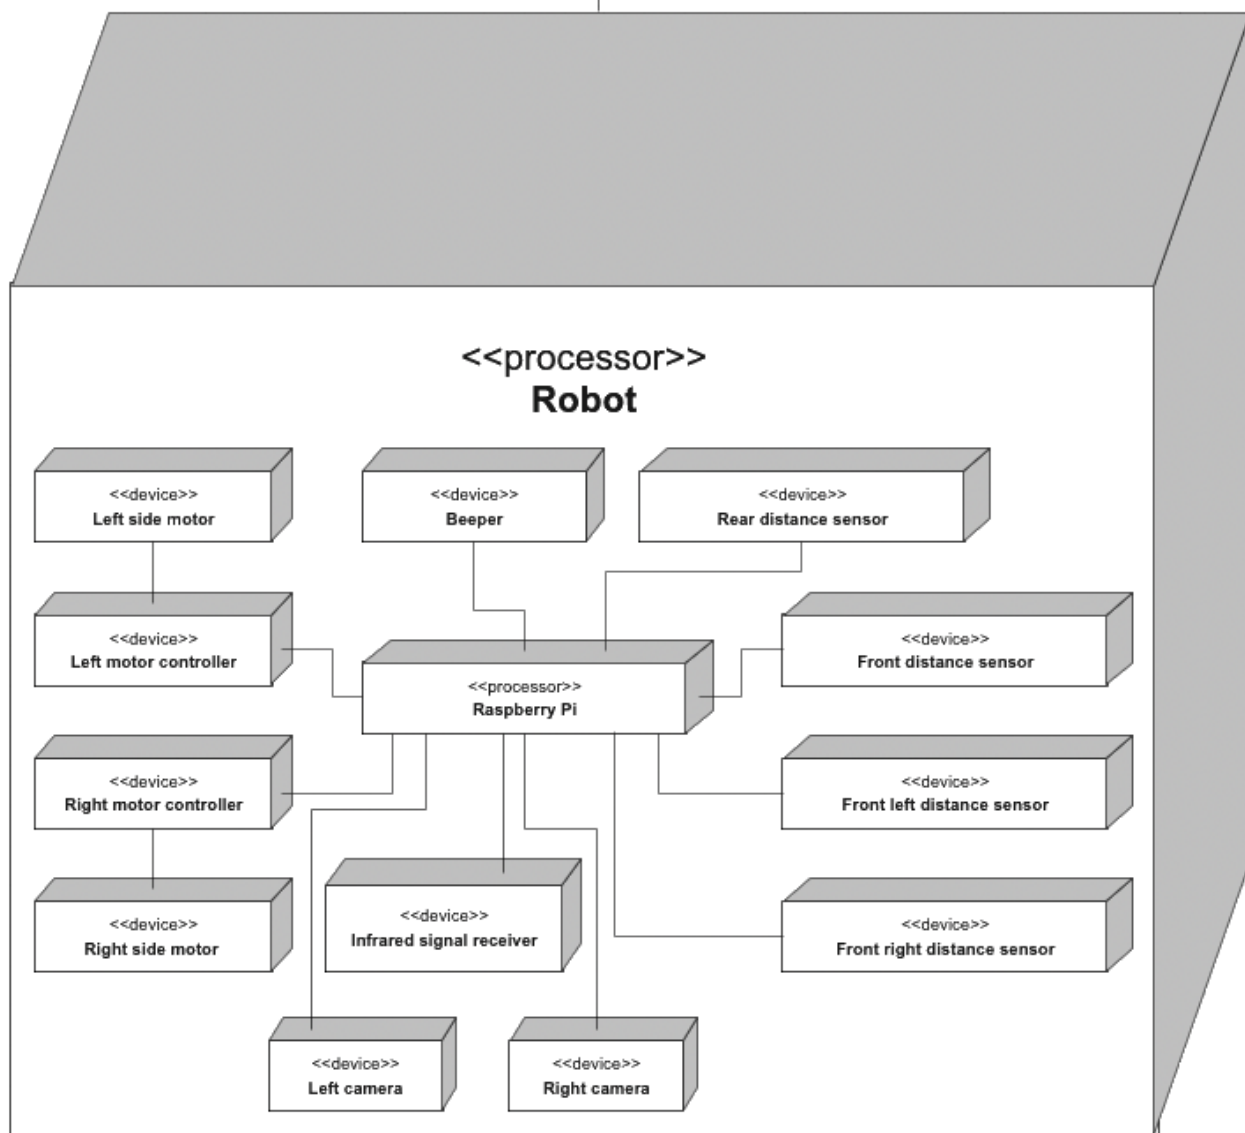 <<processor>>
Robot
<<device>>
Left side motor
<<device>>
Beeper
<<device>>
Rear distance sensor
<<device>>
Left motor controller
<<device>>
Front distance sensor
<<processor>>
Raspberry Pi
<<device>>
Right motor controller
<<device>>
Front left distance sensor
<<device>>
Right side motor
<<device>>
Infrared signal receiver
<<device>>
Front right distance sensor
<<device>>
Left camera
<<device>>
Right camera